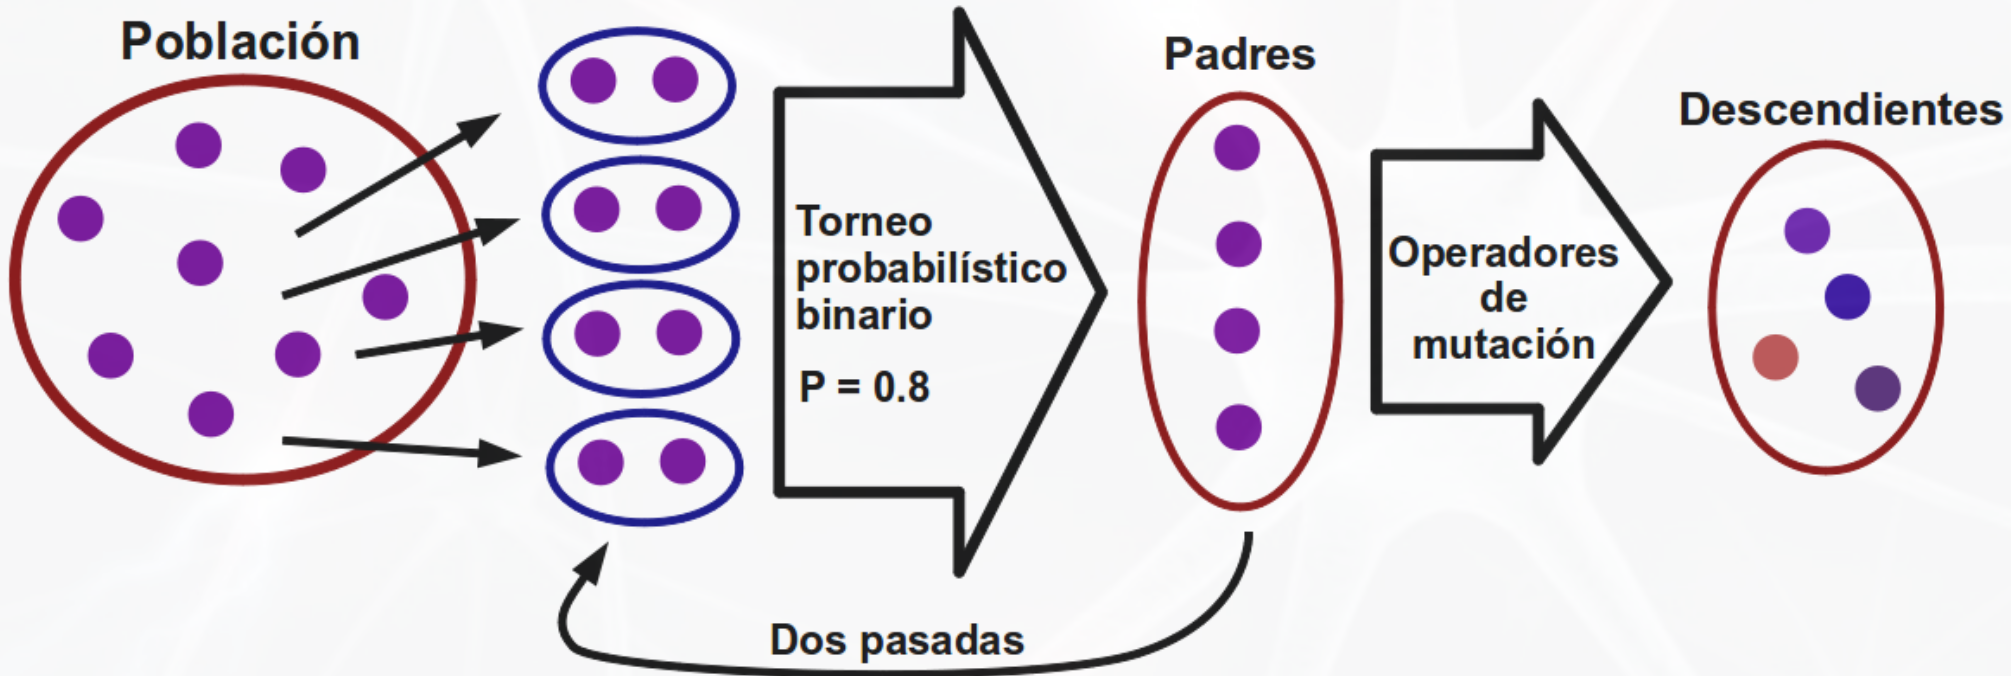 Población
Torneo
probabilístico
binario
P = 0.8
Padres
Operadores
de
mutación
Descendientes
Dos pasadas